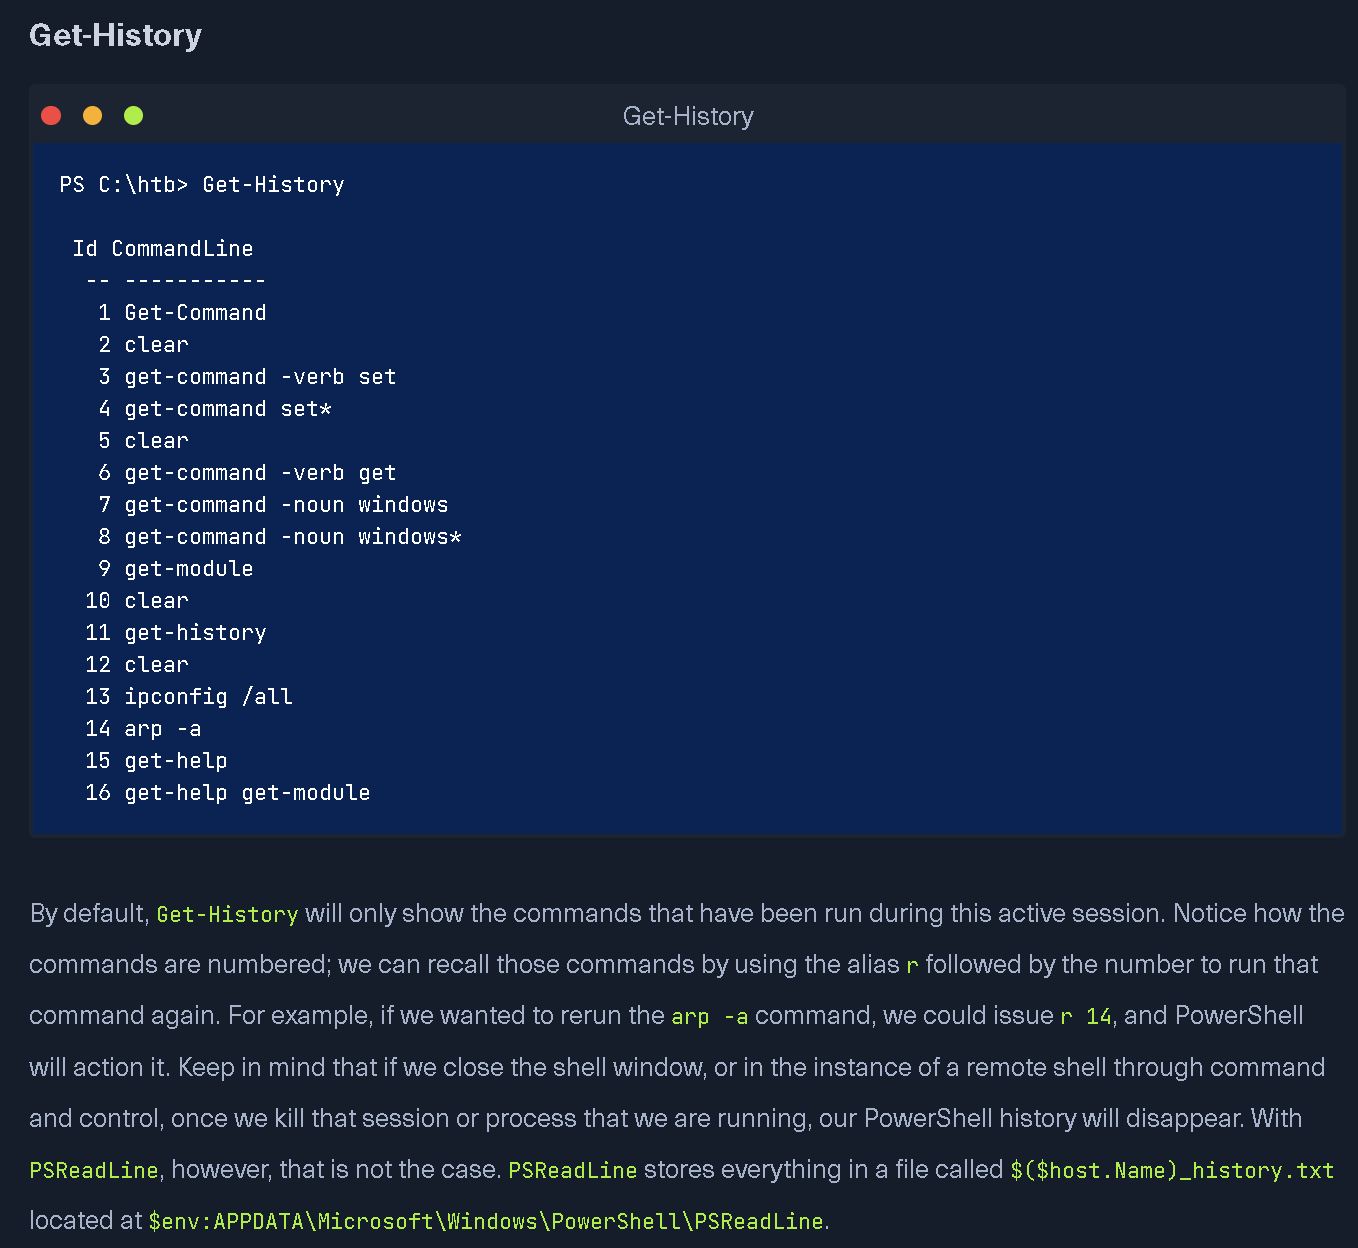 Get-History
Get-History
PS C:\htb> Get-History
Id CommandLine
-- -----------
1 Get-Command
2 clear
3 get-command -verb set
4 get-command set*
5 clear
6 get-command -verb get
7 get-command -noun windows
8 get-command -noun windows*
9 get-module
10 clear
11 get-history
12 clear
13 ipconfig /all
14 arp -a
15 get-help
16 get-help get-module
By default, Get-History will only show the commands that have been run during this active session. Notice how the
commands are numbered; we can recall those commands by using the alias r followed by the number to run that
command again. For example, if we wanted to rerun the arp -a command, we could issue r 14, and PowerShell
will action it. Keep in mind that if we close the shell window, or in the instance of a remote shell through command
and control, once we kill that session or process that we are running, our PowerShell history will disappear. With
PSReadLine, however, that is not the case. PSReadLine stores everything in a file called $($host.Name)_history.txt
located at $env:APPDATA\Microsoft\Windows\PowerShell\PSReadLine.